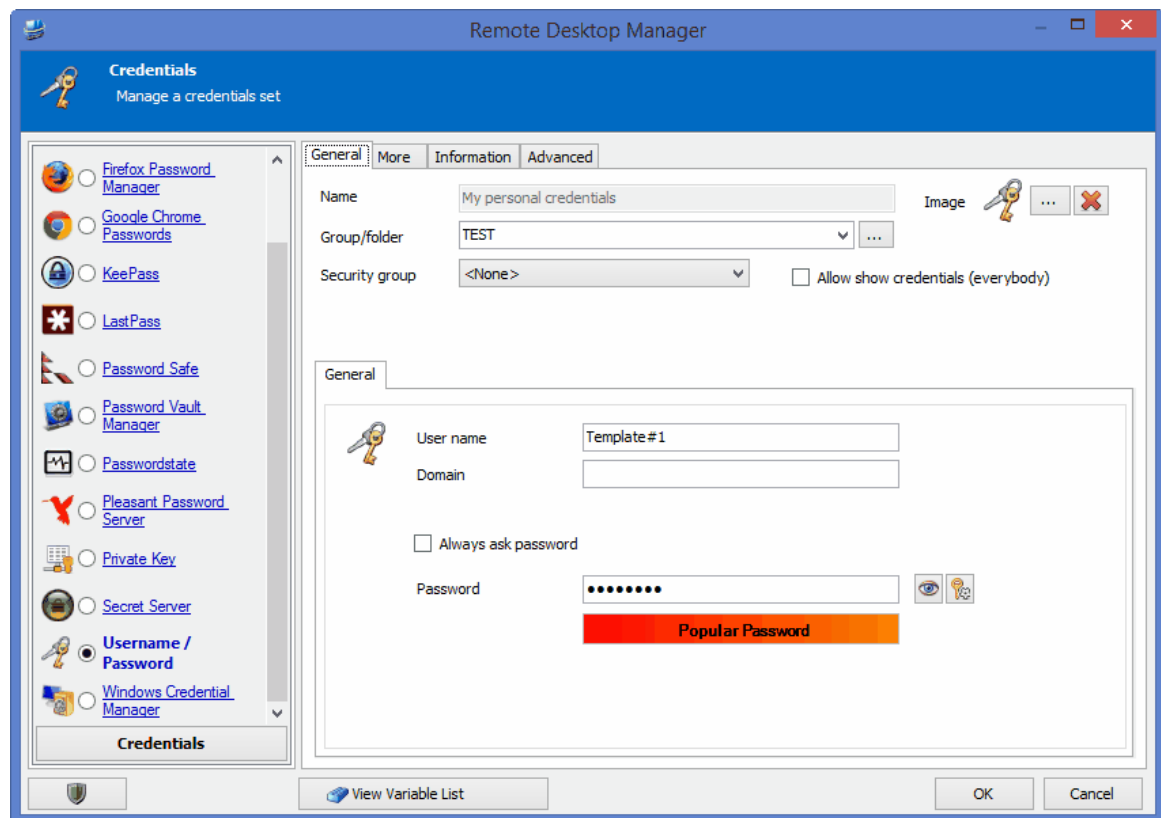 Remote Desktop Manager
Credentials
Manage a credentials set
Firefox Password
Manager
Google Chrome
Passwords
KeePass
LastPass
Password Safe
Password Vault
Manager
Passwordstate
Pleasant Password
Server
Private Key
Secret Server
Username /
Password
Windows Credential
Manager
Credentials
General More Information Advanced
Name My personal credentials Image ...
Group/folder TEST ...
Security group <None> Allow show credentials (everybody)
General
User name Template#1
Domain
Always ask password
Password ••••••••
Popular Password
View Variable List OK Cancel